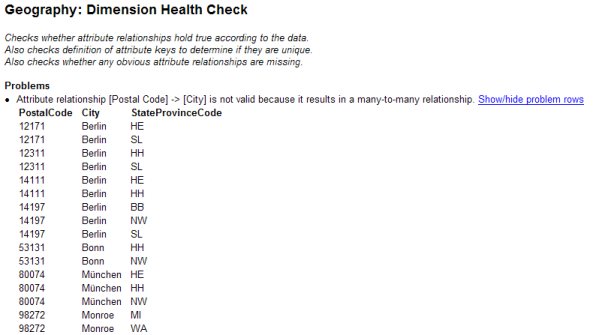 Geography: Dimension Health Check
Checks whether attribute relationships hold true according to the data.
Also checks definition of attribute keys to determine if they are unique.
Also checks whether any obvious attribute relationships are missing.
Problems
• Attribute relationship [Postal Code] -> [City] is not valid because it results in a many-to-many relationship. Show/hide problem rows
PostalCode City StateProvinceCode
12171 Berlin HE
12171 Berlin SL
12311 Berlin HH
12311 Berlin SL
14111 Berlin HE
14111 Berlin HH
14197 Berlin BB
14197 Berlin NW
14197 Berlin SL
53131 Bonn HH
53131 Bonn NW
80074 München HE
80074 München HH
80074 München NW
98272 Monroe MI
98272 Monroe WA